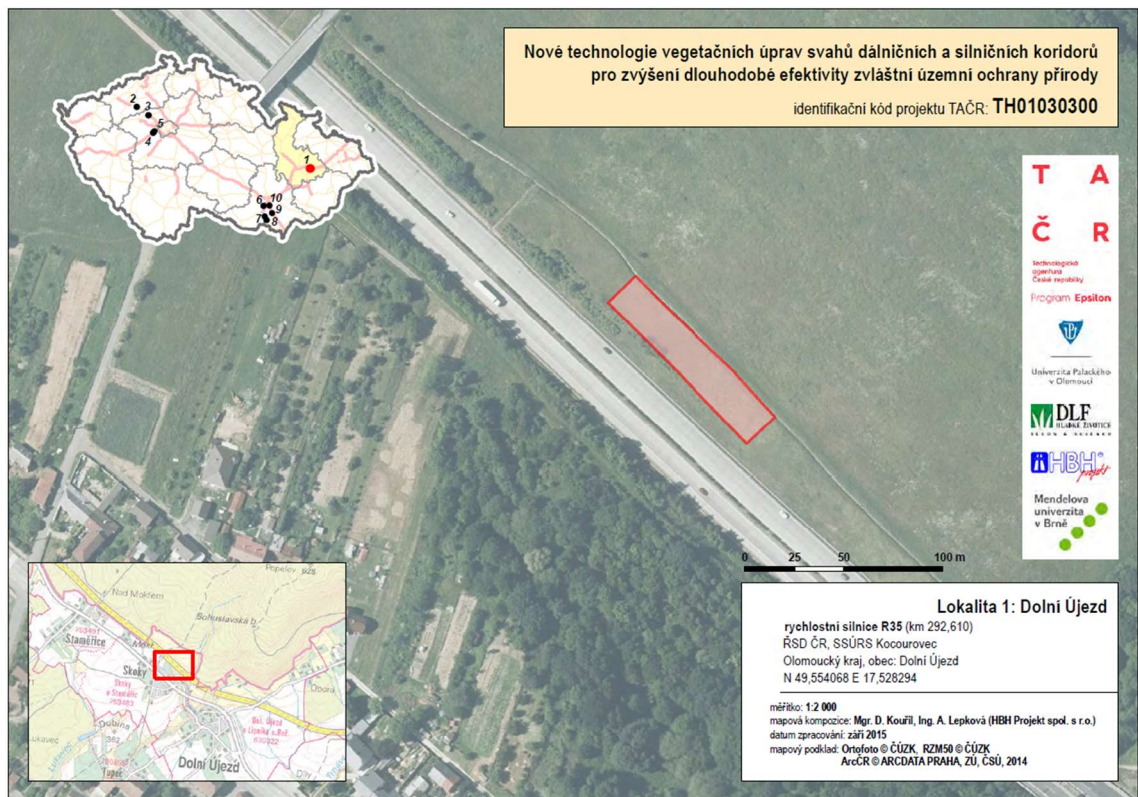 Nové technologie vegetačních úprav svahů dálničních a silničních koridorů
pro zvýšení dlouhodobé efektivity zvláštní územní ochrany přírody
identifikační kód projektu TAČR: TH01030300
2
3
5
4
1
6
10
9
7
8
T A
Č R
Technologická
agentura
České republiky
Program Epsilon
Univerzita Palackého
v Olomouci
DLF
HLADKÉ ŽIVOTICE
HBH
projekt
Mendelova
univerzita
v Brně
0 25 50 100 m
Lokalita 1: Dolní Újezd
rychlostní silnice R35 (km 292,610)
ŘSD ČR, SSÚRS Kocourovec
Olomoucký kraj, obec: Dolní Újezd
N 49,554068 E 17,528294
měřítko: 1:2 000
mapová kompozice: Mgr. D. Kouřil, Ing. A. Lepková (HBH Projekt spol. s r.o.)
datum zpracování: září 2015
mapový podklad: Ortofoto © ČÚZK, RZM50 © ČÚZK
ArcČR © ARCDATA PRAHA, ZÚ, ČSÚ, 2014
Nad Moktem
Bohuslavská b.
Staměřice
Skoky
Dubina
Dolní Újezd